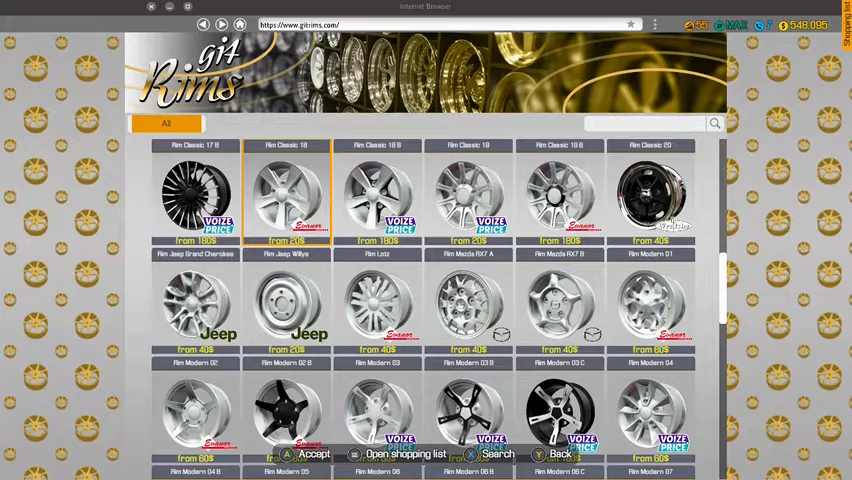 Internet Browser
https://www.gitrims.com/
55 MAX 7 548,095
Shopping list
git
Rims
All
Rim Classic 17 B Rim Classic 18 Rim Classic 18 B Rim Classic 19 Rim Classic 19 B Rim Classic 20
VOIZE PRICE Evanor VOIZE PRICE VOIZE PRICE Evanor
from 180$ from 20$ from 180$ from 20$ from 180$ from 40$
Rim Jeep Grand Cherokee Rim Jeep Willys Rim Lotz Rim Mazda RX7 A Rim Mazda RX7 B Rim Modern 01
Jeep Jeep Evanor Evanor
from 40$ from 20$ from 40$ from 40$ from 40$ from 60$
Rim Modern 02 Rim Modern 02 B Rim Modern 03 Rim Modern 03 B Rim Modern 03 C Rim Modern 04
Evanor Evanor VOIZE PRICE VOIZE PRICE VOIZE PRICE Evanor
from 60$ from 60$
A Accept Open shopping list X Search Y Back
Rim Modern 04 B Rim Modern 05 Rim Modern 06 Rim Modern 06 B Rim Modern 06 C Rim Modern 07